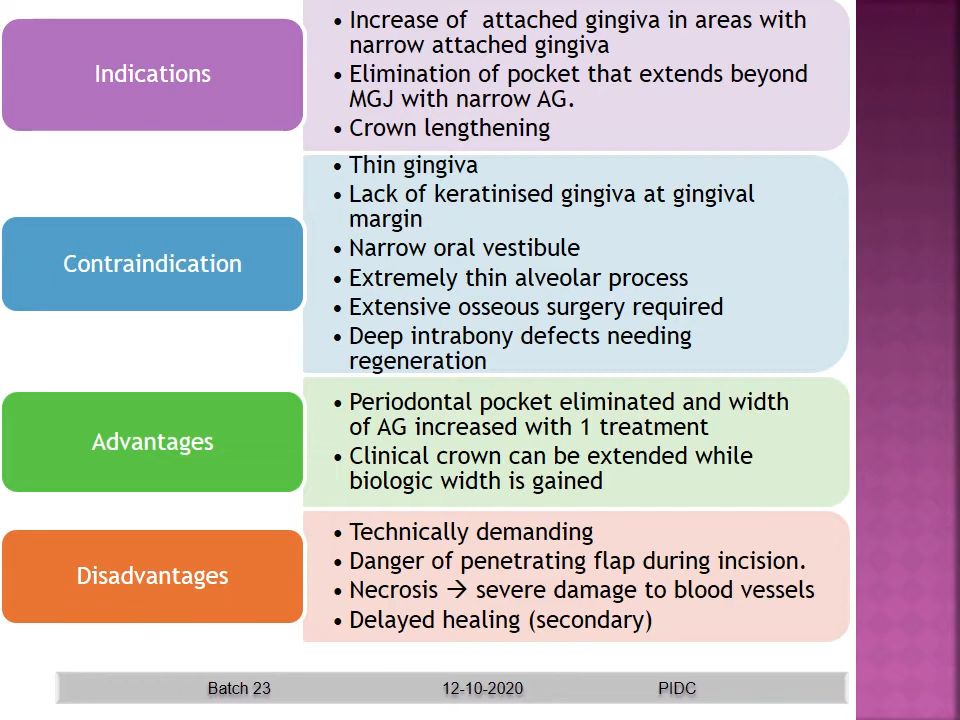 Indications
• Increase of attached gingiva in areas with
narrow attached gingiva
• Elimination of pocket that extends beyond
MGJ with narrow AG.
• Crown lengthening
Contraindication
• Thin gingiva
• Lack of keratinised gingiva at gingival
margin
• Narrow oral vestibule
• Extremely thin alveolar process
• Extensive osseous surgery required
• Deep intrabony defects needing
regeneration
Advantages
• Periodontal pocket eliminated and width
of AG increased with 1 treatment
• Clinical crown can be extended while
biologic width is gained
Disadvantages
• Technically demanding
• Danger of penetrating flap during incision.
• Necrosis → severe damage to blood vessels
• Delayed healing (secondary)
Batch 23 12-10-2020 PIDC